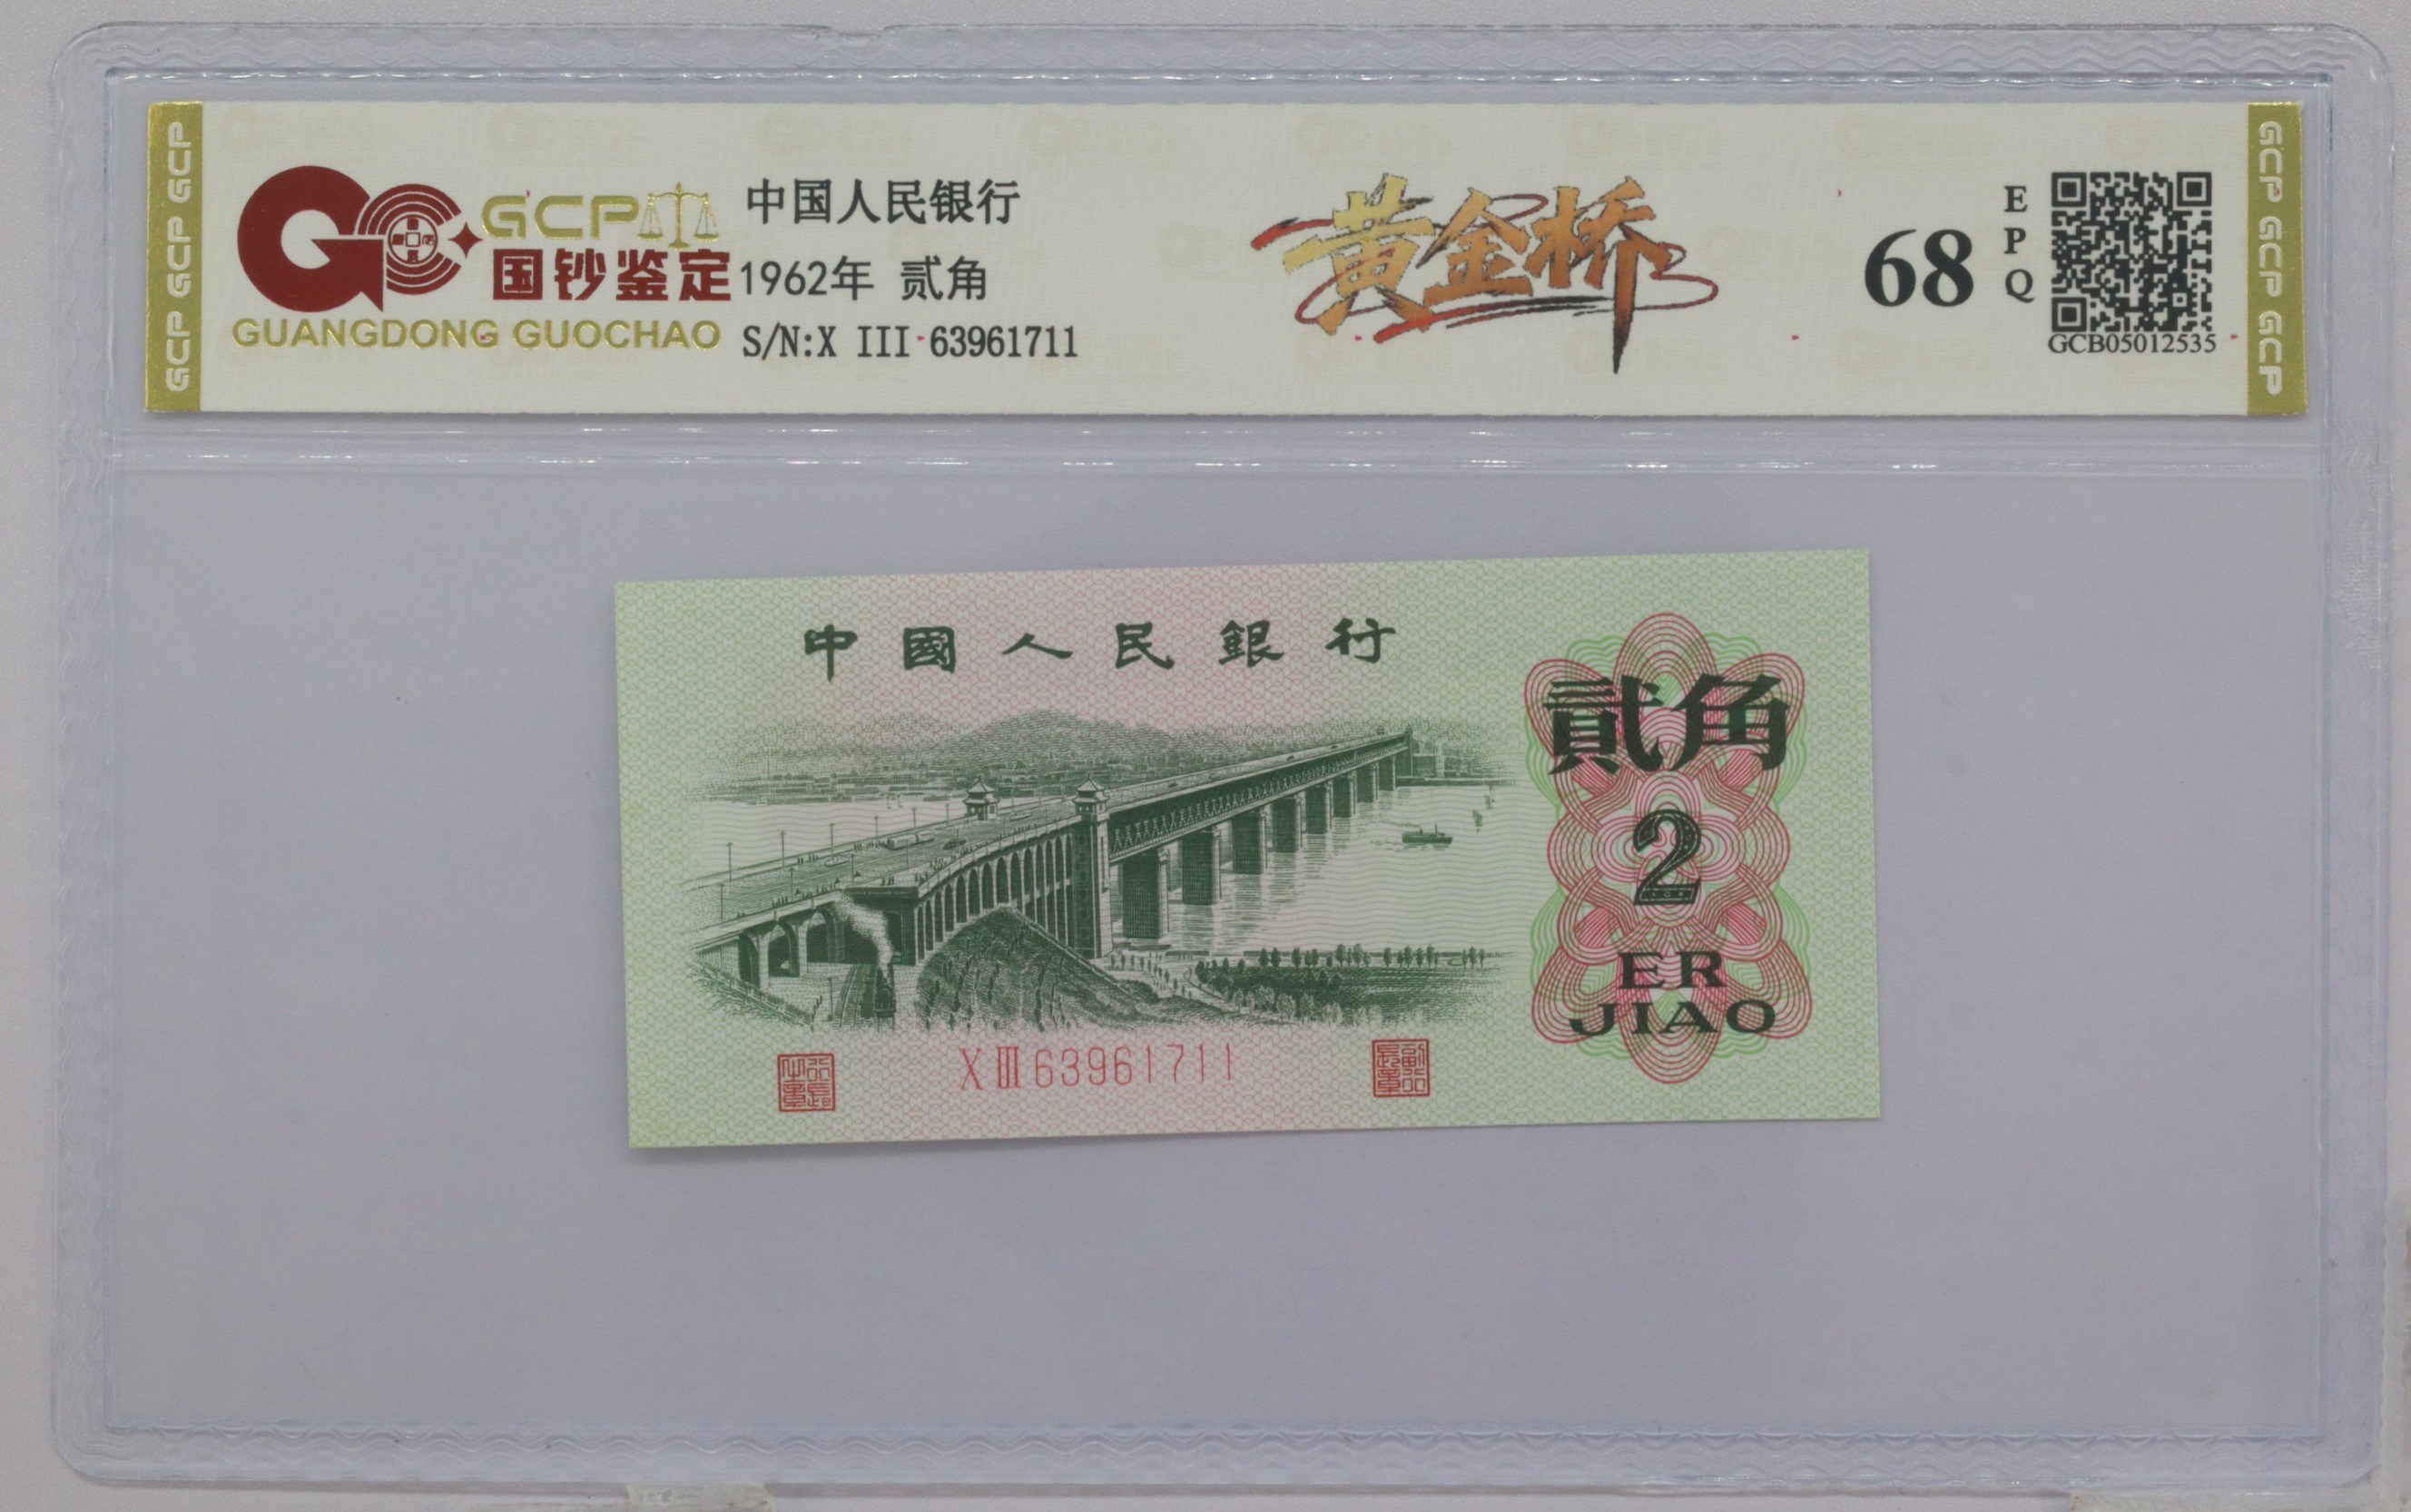 GCP GCP GCP
GCP
国钞鉴定
GUANGDONG GUOCHAO
中国人民银行
1962年 贰角
S/N:X III 63961711
黄金桥
68
EPQ
GCB05012535
GCP GCP GCP
中國人民銀行
貳角
2
ER
JIAO
XIII63961711